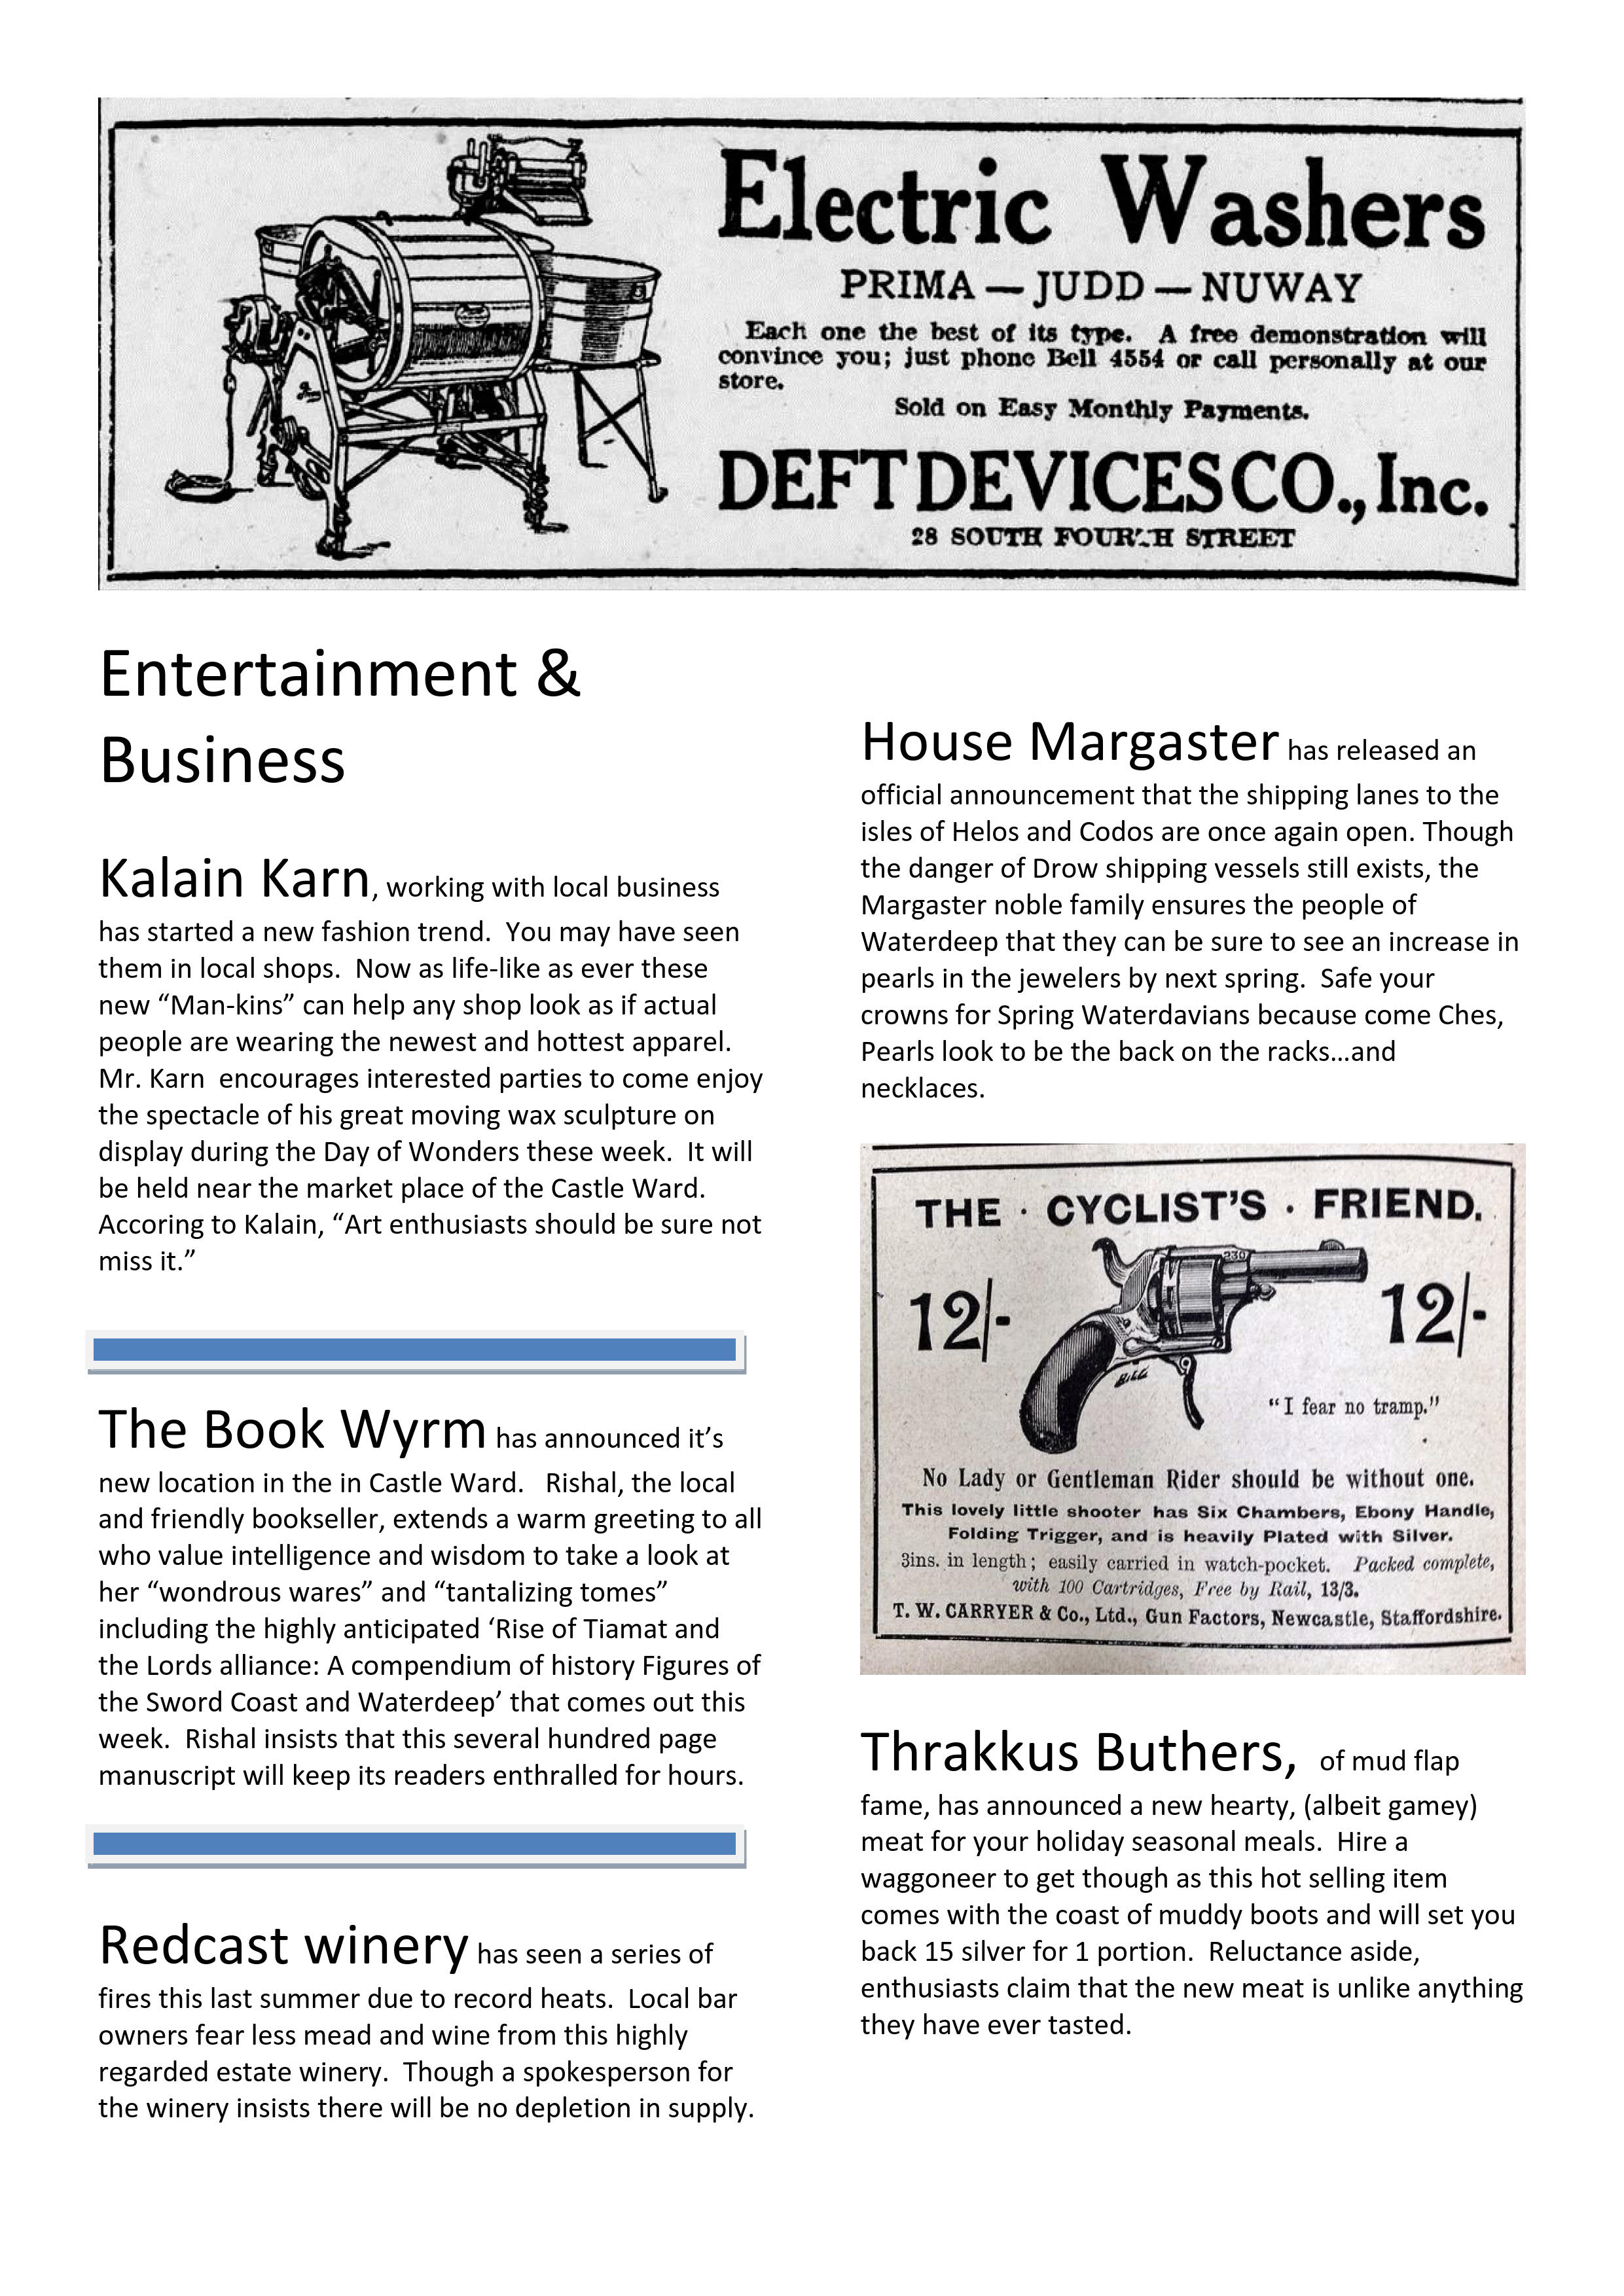 Electric Washers
PRIMA — JUDD — NUWAY
Each one the best of its type. A free demonstration will
convince you; just phone Bell 4554 or call personally at our
store.
Sold on Easy Monthly Payments.
DEFT DEVICES CO., Inc.
28 SOUTH FOURTH STREET
Entertainment &
Business
Kalain Karn, working with local business
has started a new fashion trend.  You may have seen
them in local shops.  Now as life-like as ever these
new “Man-kins” can help any shop look as if actual
people are wearing the newest and hottest apparel.
Mr. Karn  encourages interested parties to come enjoy
the spectacle of his great moving wax sculpture on
display during the Day of Wonders these week.  It will
be held near the market place of the Castle Ward.
Accoring to Kalain, “Art enthusiasts should be sure not
miss it.”
The Book Wyrm has announced it’s
new location in the in Castle Ward.   Rishal, the local
and friendly bookseller, extends a warm greeting to all
who value intelligence and wisdom to take a look at
her “wondrous wares” and “tantalizing tomes”
including the highly anticipated ‘Rise of Tiamat and
the Lords alliance: A compendium of history Figures of
the Sword Coast and Waterdeep’ that comes out this
week.  Rishal insists that this several hundred page
manuscript will keep its readers enthralled for hours.
Redcast winery has seen a series of
fires this last summer due to record heats.  Local bar
owners fear less mead and wine from this highly
regarded estate winery.  Though a spokesperson for
the winery insists there will be no depletion in supply.
House Margaster has released an
official announcement that the shipping lanes to the
isles of Helos and Codos are once again open. Though
the danger of Drow shipping vessels still exists, the
Margaster noble family ensures the people of
Waterdeep that they can be sure to see an increase in
pearls in the jewelers by next spring.  Safe your
crowns for Spring Waterdavians because come Ches,
Pearls look to be the back on the racks…and
necklaces.
THE · CYCLIST'S · FRIEND.
230
12/- 12/-
"I fear no tramp."
No Lady or Gentleman Rider should be without one.
This lovely little shooter has Six Chambers, Ebony Handle,
Folding Trigger, and is heavily Plated with Silver.
3ins. in length; easily carried in watch-pocket. Packed complete,
with 100 Cartridges, Free by Rail, 13/3.
T. W. CARRYER & Co., Ltd., Gun Factors, Newcastle, Staffordshire.
Thrakkus Buthers,  of mud flap
fame, has announced a new hearty, (albeit gamey)
meat for your holiday seasonal meals.  Hire a
waggoneer to get though as this hot selling item
comes with the coast of muddy boots and will set you
back 15 silver for 1 portion.  Reluctance aside,
enthusiasts claim that the new meat is unlike anything
they have ever tasted.